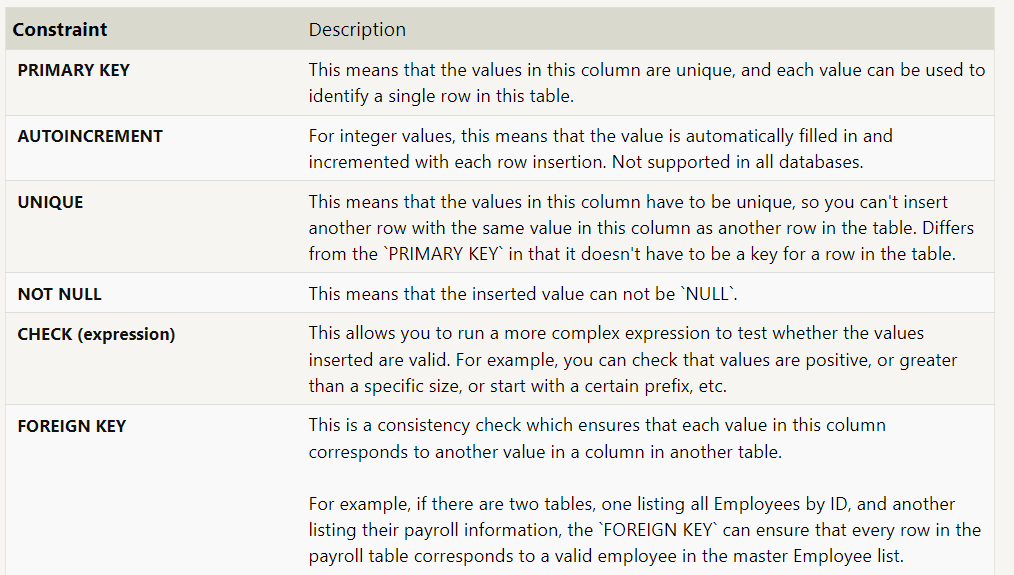 Constraint Description
PRIMARY KEY This means that the values in this column are unique, and each value can be used to
identify a single row in this table.
AUTOINCREMENT For integer values, this means that the value is automatically filled in and
incremented with each row insertion. Not supported in all databases.
UNIQUE This means that the values in this column have to be unique, so you can't insert
another row with the same value in this column as another row in the table. Differs
from the `PRIMARY KEY` in that it doesn't have to be a key for a row in the table.
NOT NULL This means that the inserted value can not be `NULL`.
CHECK (expression) This allows you to run a more complex expression to test whether the values
inserted are valid. For example, you can check that values are positive, or greater
than a specific size, or start with a certain prefix, etc.
FOREIGN KEY This is a consistency check which ensures that each value in this column
corresponds to another value in a column in another table.
For example, if there are two tables, one listing all Employees by ID, and another
listing their payroll information, the `FOREIGN KEY` can ensure that every row in the
payroll table corresponds to a valid employee in the master Employee list.